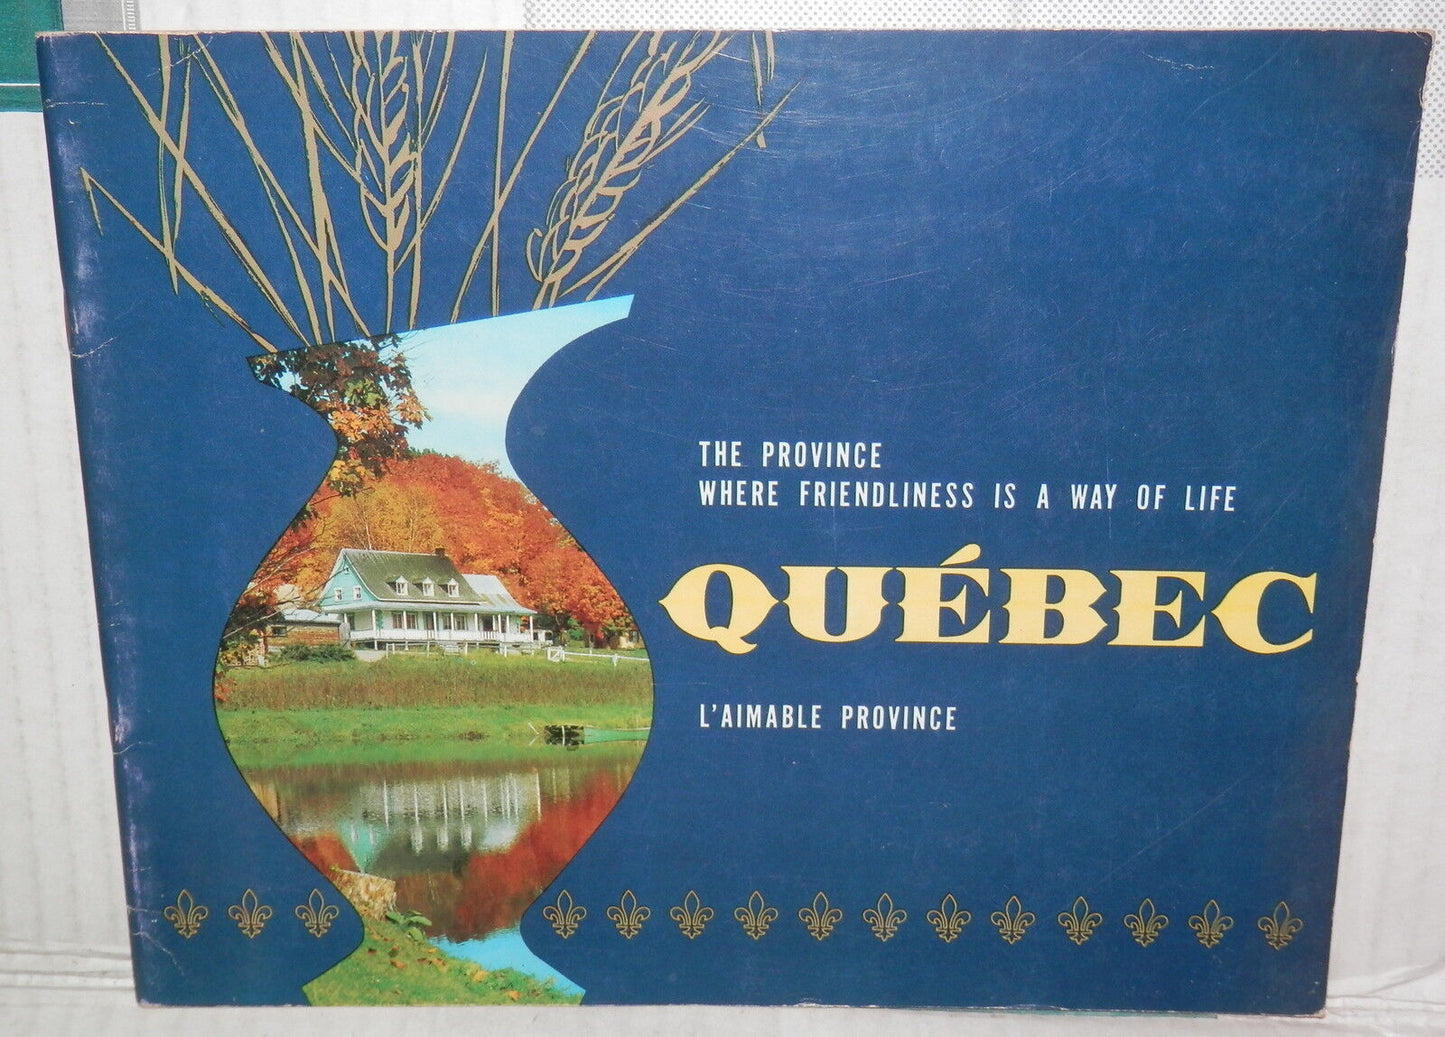 THE PROVINCE
WHERE FRIENDLINESS IS A WAY OF LIFE
QUÉBEC
L'AIMABLE PROVINCE